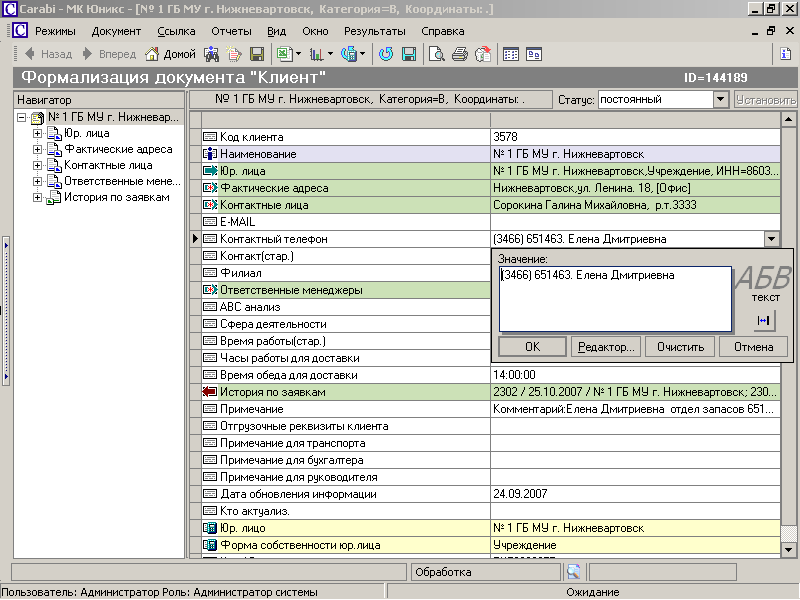 Carabi - МК Юникс - [№ 1 ГБ МУ г. Нижневартовск, Категория=B, Координаты: .]
Режимы Документ Ссылка Отчеты Вид Окно Результаты Справка
Назад Вперед Домой
Формализация документа "Клиент" ID=144189
Навигатор
№ 1 ГБ МУ г. Нижневар...
Юр. лица
Фактические адреса
Контактные лица
Ответственные мене...
История по заявкам
№ 1 ГБ МУ г. Нижневартовск, Категория=B, Координаты: .
Статус: постоянный Установить
Код клиента 3578
Наименование № 1 ГБ МУ г. Нижневартовск
Юр. лица № 1 ГБ МУ г. Нижневартовск,Учреждение, ИНН=8603...
Фактические адреса Нижневартовск,ул. Ленина. 18, [Офис]
Контактные лица Сорокина Галина Михайловна, р.т.3333
E-MAIL
Контактный телефон (3466) 651463. Елена Дмитриевна
Контакт(стар.)
Филиал
Ответственные менеджеры
ABC анализ
Сфера деятельности
Время работы(стар.)
Часы работы для доставки
Время обеда для доставки 14:00:00
История по заявкам 2302 / 25.10.2007 / № 1 ГБ МУ г. Нижневартовск; 230...
Примечание Комментарий:Елена Дмитриевна отдел запасов 651...
Отгрузочные реквизиты клиента
Примечание для транспорта
Примечание для бухгалтера
Примечание для руководителя
Дата обновления информации 24.09.2007
Кто актуализ.
Юр. лицо № 1 ГБ МУ г. Нижневартовск
Форма собственности юр.лица Учреждение
Значение:
(3466) 651463. Елена Дмитриевна
АБВ
текст
OK Редактор... Очистить Отмена
Обработка
Пользователь: Администратор Роль: Администратор системы Ожидание